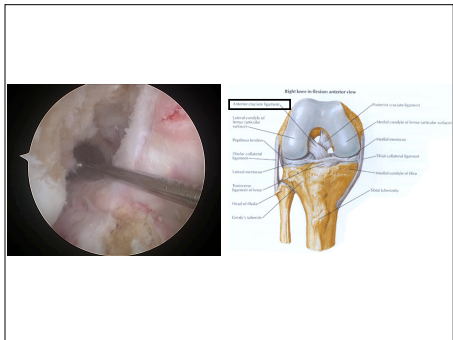 Right knee in flexion: anterior view
Anterior cruciate ligament
Lateral condyle of
femur (articular
surface)
Popliteus tendon
Fibular collateral
ligament
Lateral meniscus
Transverse
ligament of knee
Head of fibula
Gerdy's tubercle
Posterior cruciate ligament
Medial condyle of
femur (articular surface)
Medial meniscus
Tibial collateral ligament
Medial condyle of tibia
Tibial tuberosity